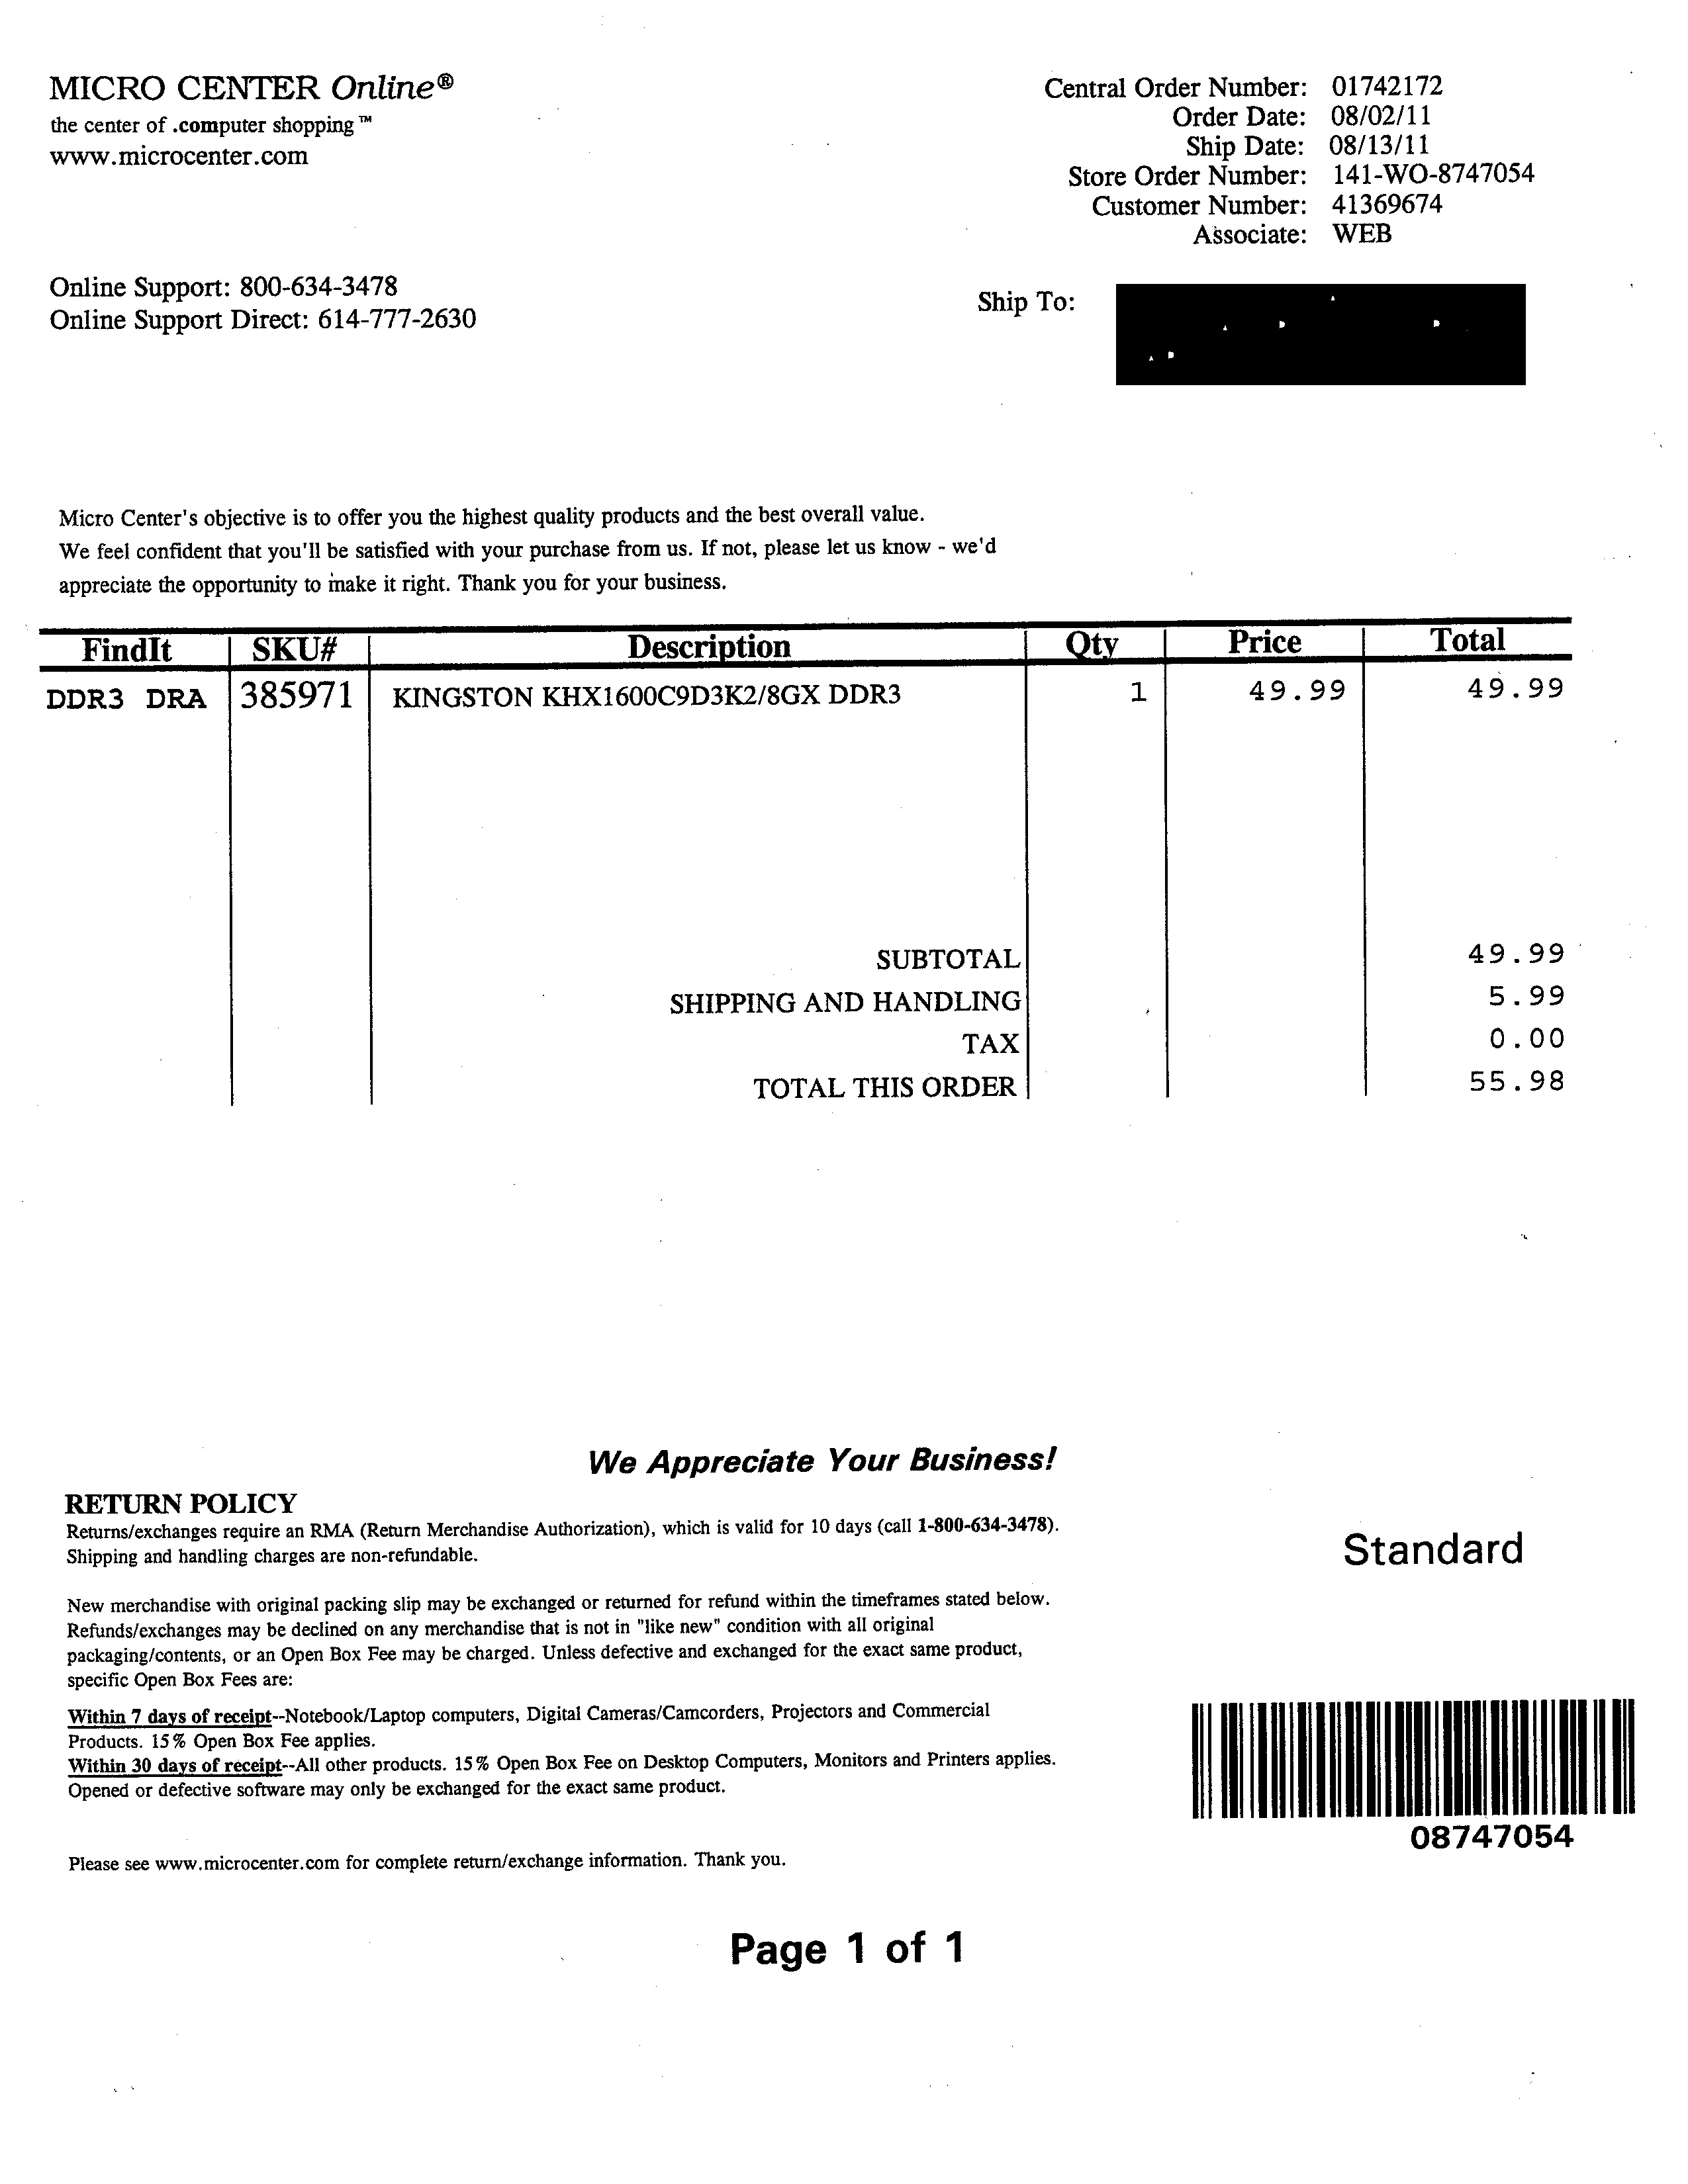 MICRO CENTER Online®
the center of .computer shopping™
www.microcenter.com
Central Order Number: 01742172
Order Date: 08/02/11
Ship Date: 08/13/11
Store Order Number: 141-WO-8747054
Customer Number: 41369674
Associate: WEB
Online Support: 800-634-3478
Online Support Direct: 614-777-2630
Ship To:
Micro Center's objective is to offer you the highest quality products and the best overall value.
We feel confident that you'll be satisfied with your purchase from us. If not, please let us know - we'd
appreciate the opportunity to make it right. Thank you for your business.
FindIt SKU# Description Qty Price Total
DDR3 DRA 385971 KINGSTON KHX1600C9D3K2/8GX DDR3 1 49.99 49.99
SUBTOTAL 49.99
SHIPPING AND HANDLING 5.99
TAX 0.00
TOTAL THIS ORDER 55.98
We Appreciate Your Business!
RETURN POLICY
Returns/exchanges require an RMA (Return Merchandise Authorization), which is valid for 10 days (call 1-800-634-3478).
Shipping and handling charges are non-refundable.
New merchandise with original packing slip may be exchanged or returned for refund within the timeframes stated below.
Refunds/exchanges may be declined on any merchandise that is not in "like new" condition with all original
packaging/contents, or an Open Box Fee may be charged. Unless defective and exchanged for the exact same product,
specific Open Box Fees are:
Within 7 days of receipt--Notebook/Laptop computers, Digital Cameras/Camcorders, Projectors and Commercial
Products. 15% Open Box Fee applies.
Within 30 days of receipt--All other products. 15% Open Box Fee on Desktop Computers, Monitors and Printers applies.
Opened or defective software may only be exchanged for the exact same product.
Please see www.microcenter.com for complete return/exchange information. Thank you.
Standard
08747054
Page 1 of 1